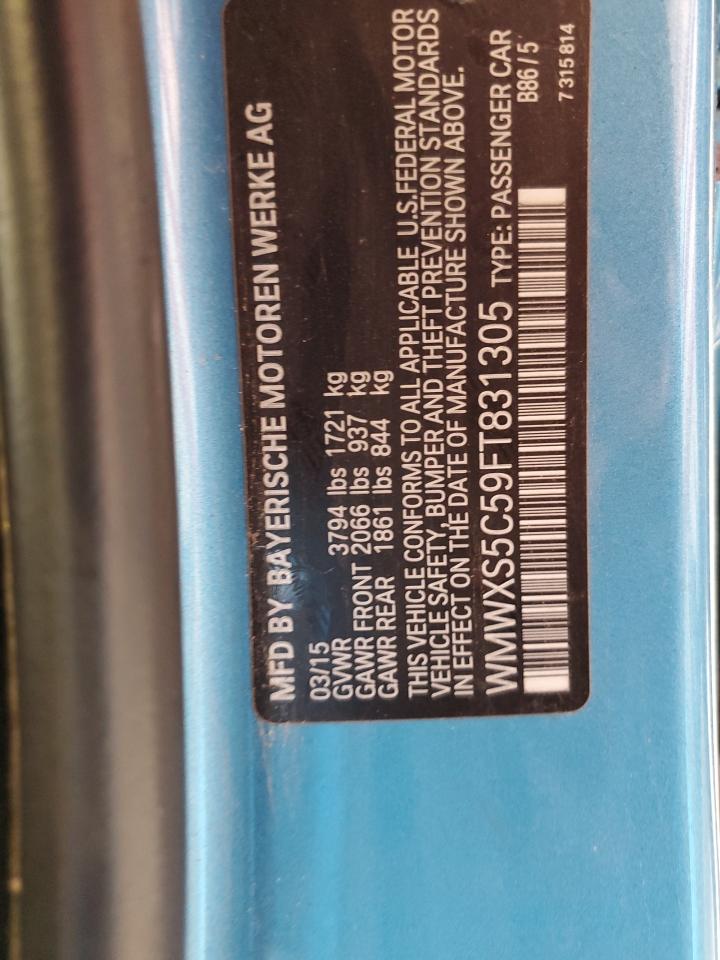 MFD BY BAYERISCHE MOTOREN WERKE AG
03/15
GVWR 3794 lbs 1721 kg
GAWR FRONT 2066 lbs 937 kg
GAWR REAR 1861 lbs 844 kg
THIS VEHICLE CONFORMS TO ALL APPLICABLE U.S.FEDERAL MOTOR
VEHICLE SAFETY, BUMPER AND THEFT PREVENTION STANDARDS
IN EFFECT ON THE DATE OF MANUFACTURE SHOWN ABOVE.
WMWXS5C59FT831305 TYPE: PASSENGER CAR
B86 / 5
7 315 814